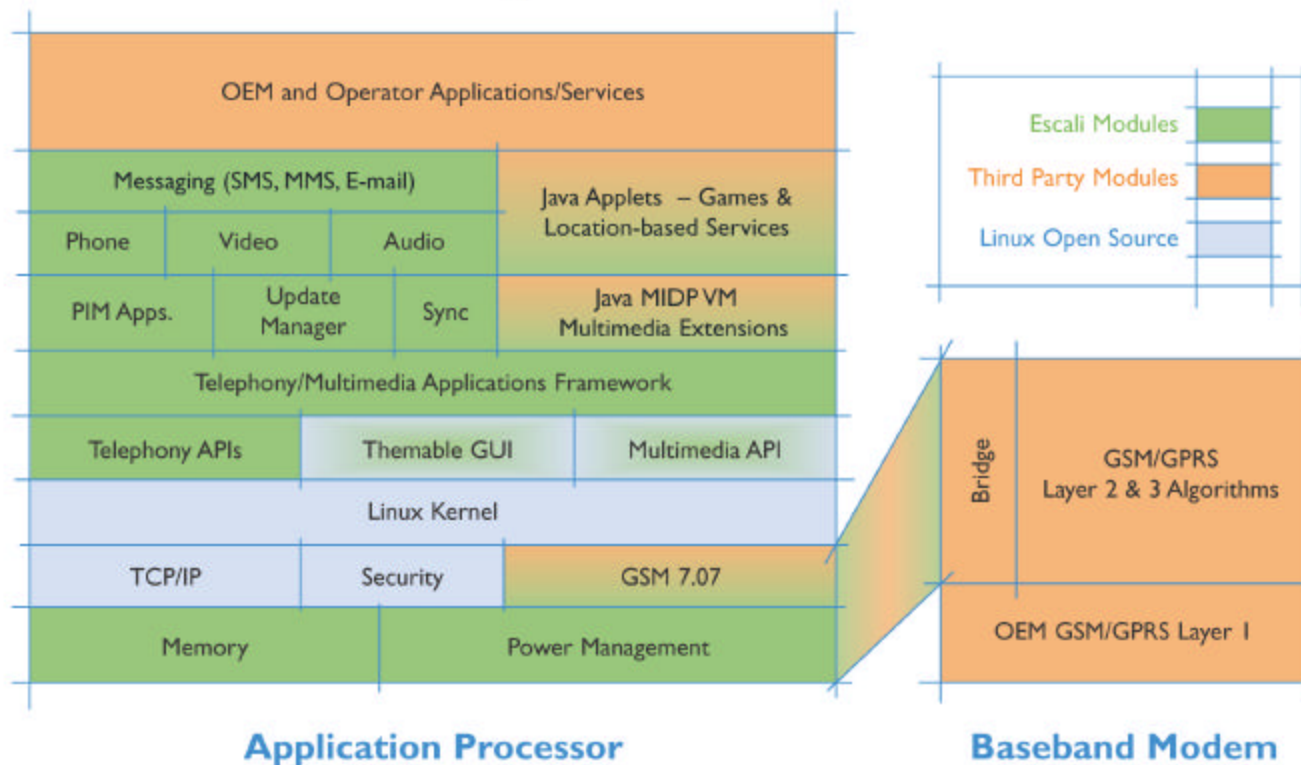 OEM and Operator Applications/Services
Messaging (SMS, MMS, E-mail)
Java Applets – Games &
Location-based Services
Phone
Video
Audio
PIM Apps.
Update
Manager
Sync
Java MIDP VM
Multimedia Extensions
Telephony/Multimedia Applications Framework
Telephony APIs
Themable GUI
Multimedia API
Linux Kernel
TCP/IP
Security
GSM 7.07
Memory
Power Management
Application Processor
Escali Modules
Third Party Modules
Linux Open Source
Bridge
GSM/GPRS
Layer 2 & 3 Algorithms
OEM GSM/GPRS Layer 1
Baseband Modem